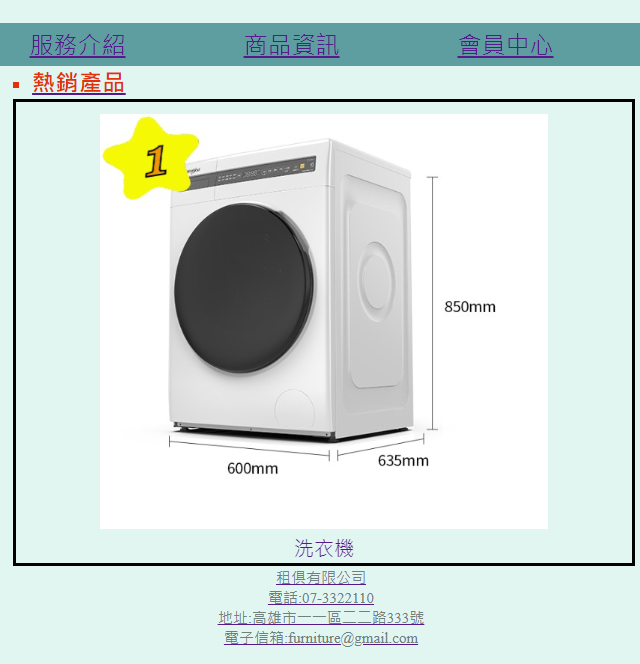 服務介紹 商品資訊 會員中心
熱銷產品
1
850mm
635mm
600mm
洗衣機
租俱有限公司
電話:07-3322110
地址:高雄市一一區二二路333號
電子信箱:furniture@gmail.com